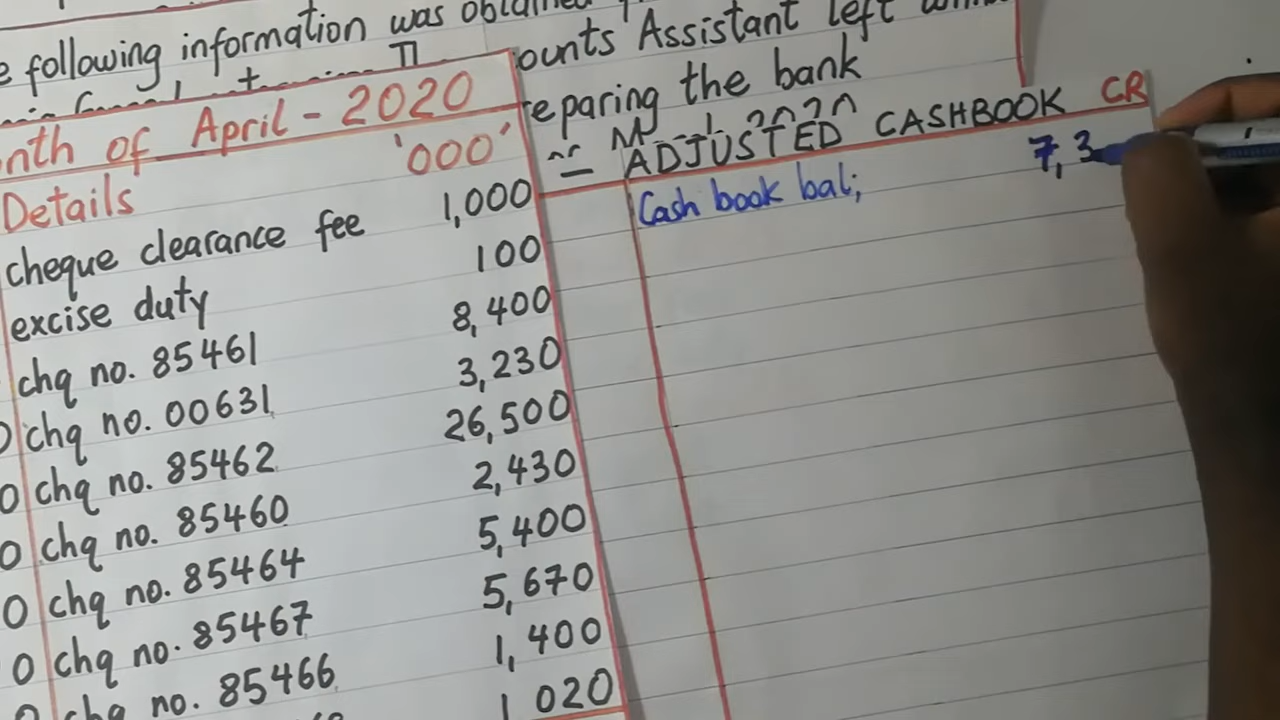 following information was obtained
ounts Assistant left
eparing the bank
nth of April - 2020
'000'
Details
cheque clearance fee 1,000
excise duty 100
chq no. 85461 8,400
chq no. 00631 3,230
chq no. 85462 26,500
chq no. 85460 2,430
chq no. 85464 5,400
chq no. 85467 5,670
chq no. 85466 1,400
1 020
ADJUSTED CASHBOOK CR
Cash book bal; 7,3